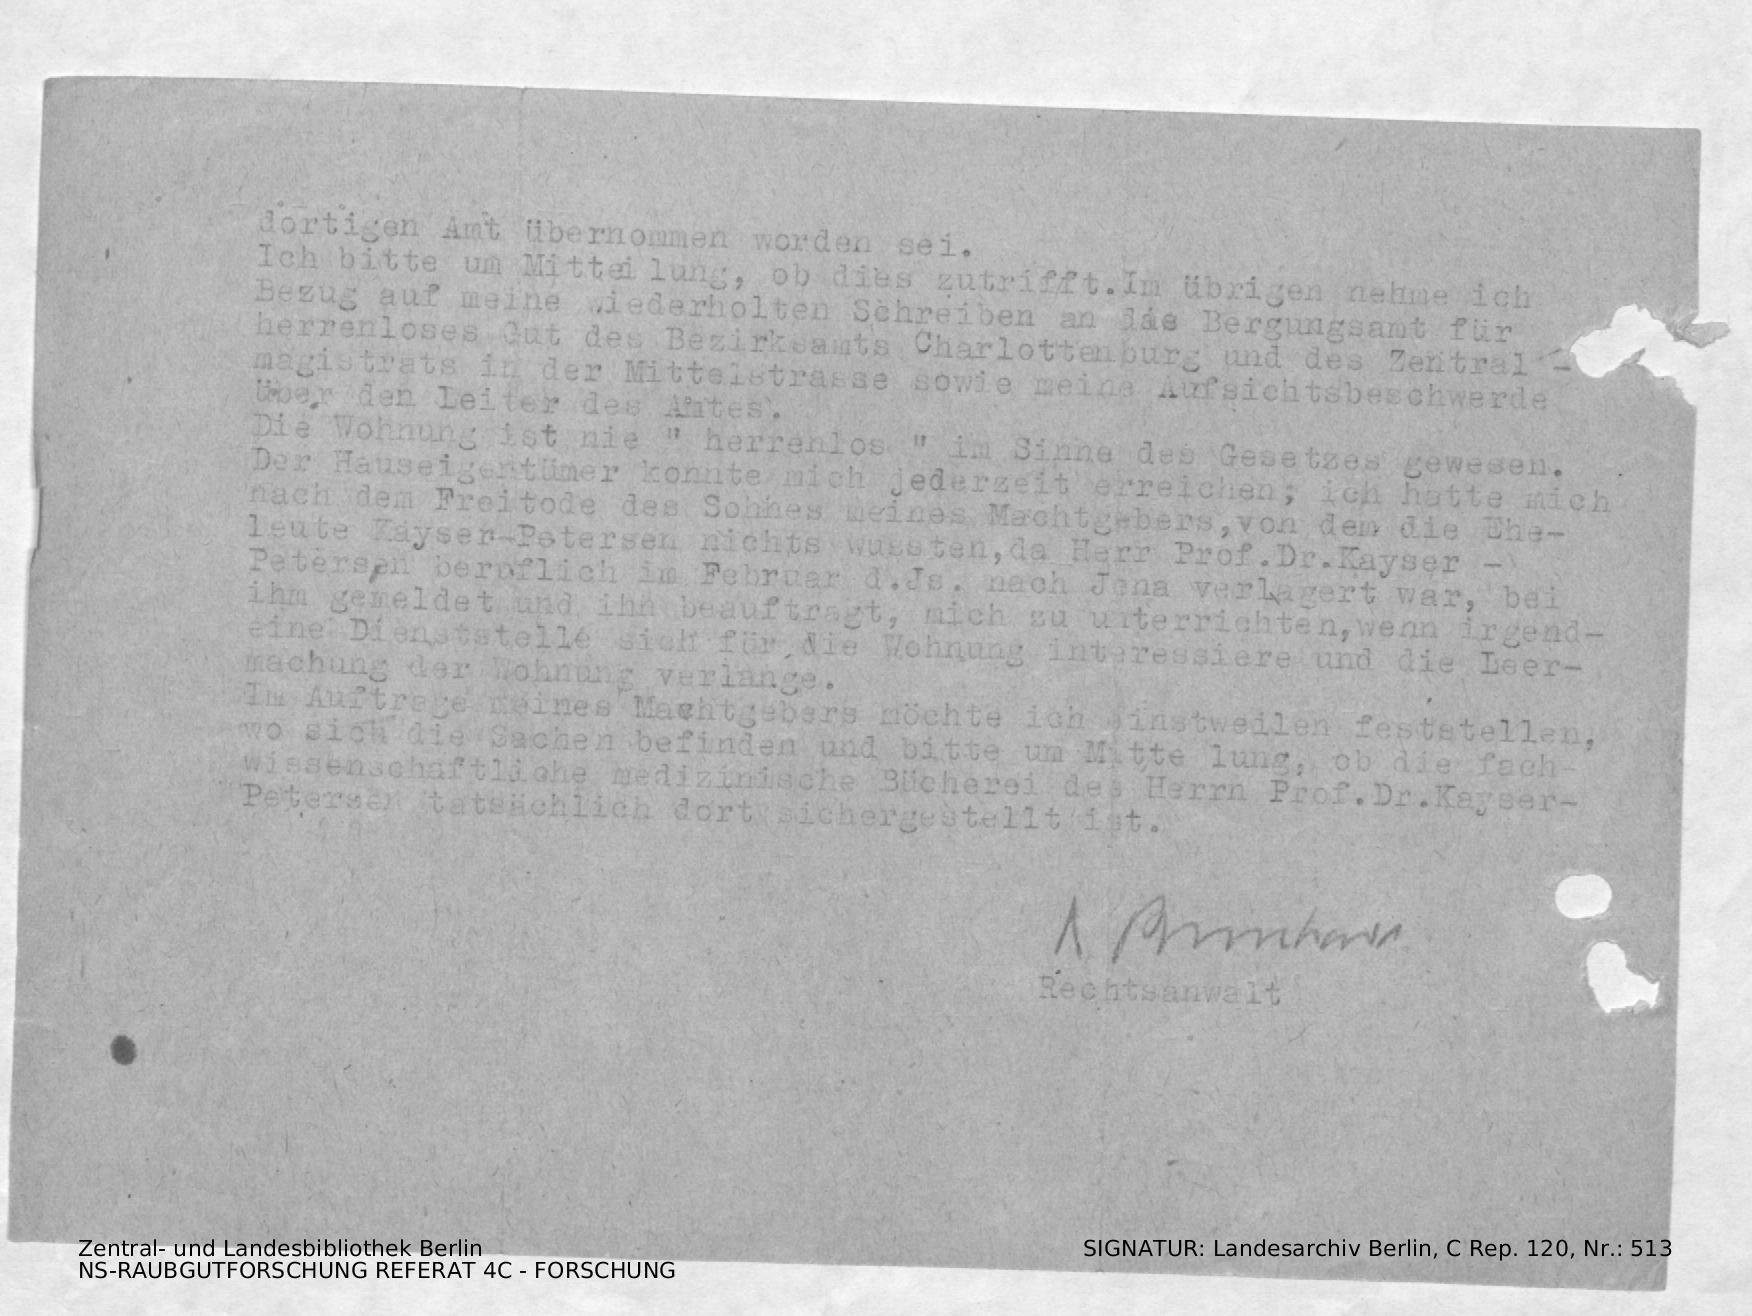 dortigen Amt übernommen worden sei.
Ich bitte um Mitteilung, ob dies zutrifft.Im übrigen nehme ich
Bezug auf meine wiederholten Schreiben an das Bergungsamt für
herrenloses Gut des Bezirksamts Charlottenburg und des Zentral -
magistrats in der Mittelstrasse sowie meine Aufsichtsbeschwerde
über den Leiter des Amtes.
Die Wohnung ist nie " herrenlos " im Sinne des Gesetzes gewesen.
Der Hauseigentümer konnte mich jederzeit erreichen; ich hatte mich
nach dem Freitode des Sohnes meines Machtgebers,von dem die Ehe-
leute Kayser-Petersen nichts wussten,da Herr Prof.Dr.Kayser -
Petersen beruflich im Februar d.Js. nach Jena verlagert war, bei
ihm gemeldet und ihn beauftragt, mich zu unterrichten,wenn irgend-
eine Dienststelle sich für die Wohnung interessiere und die Leer-
machung der Wohnung verlange.
Im Auftrage meines Machtgebers möchte ich einstweilen feststellen,
wo sich die Sachen befinden und bitte um Mitte lung, ob die fach-
wissenschaftliche medizinische Bücherei des Herrn Prof.Dr.Kayser-
Petersen tatsächlich dort sichergestellt ist.
Rechtsanwalt
Zentral- und Landesbibliothek Berlin
NS-RAUBGUTFORSCHUNG REFERAT 4C - FORSCHUNG
SIGNATUR: Landesarchiv Berlin, C Rep. 120, Nr.: 513